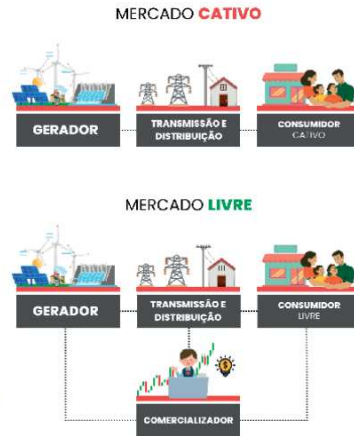 MERCADO CATIVO
GERADOR
TRANSMISSÃO E
DISTRIBUIÇÃO
CONSUMIDOR
CATIVO
MERCADO LIVRE
GERADOR
TRANSMISSÃO E
DISTRIBUIÇÃO
CONSUMIDOR
LIVRE
$
COMERCIALIZADOR